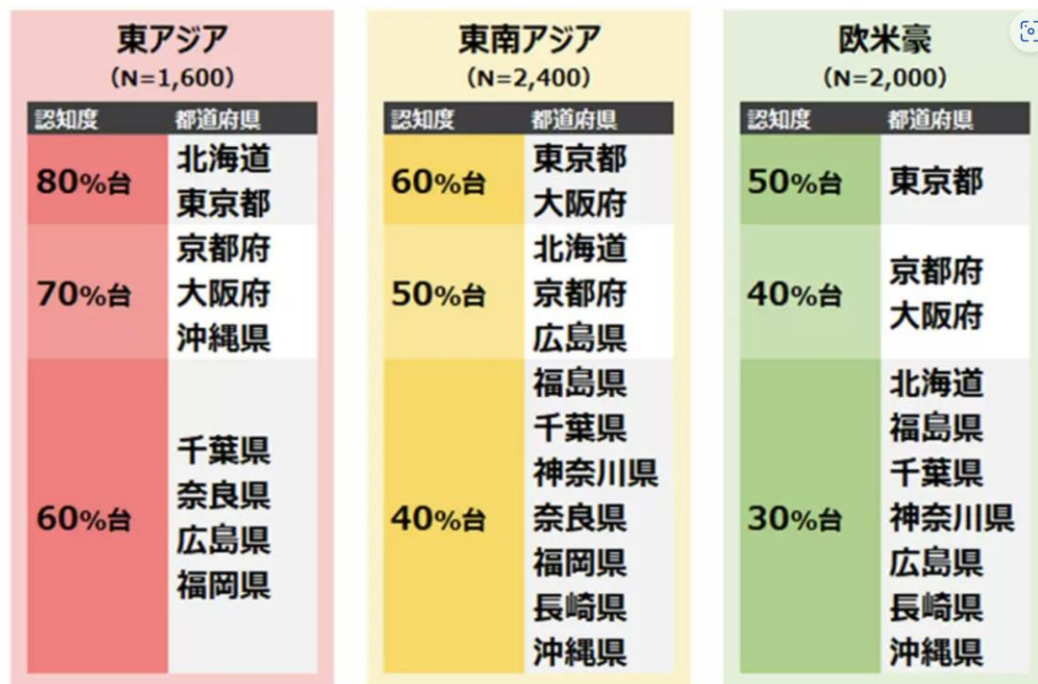 東アジア
(N=1,600)
認知度 都道府県
80%台
北海道
東京都
70%台
京都府
大阪府
沖縄県
60%台
千葉県
奈良県
広島県
福岡県
東南アジア
(N=2,400)
認知度 都道府県
60%台
東京都
大阪府
50%台
北海道
京都府
広島県
40%台
福島県
千葉県
神奈川県
奈良県
福岡県
長崎県
沖縄県
欧米豪
(N=2,000)
認知度 都道府県
50%台
東京都
40%台
京都府
大阪府
30%台
北海道
福島県
千葉県
神奈川県
広島県
長崎県
沖縄県